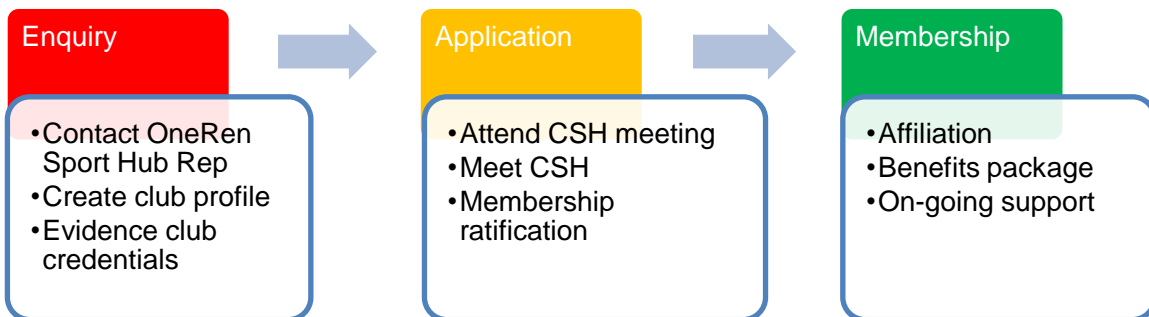 Enquiry
•Contact OneRen
Sport Hub Rep
•Create club profile
•Evidence club
credentials
Application
•Attend CSH meeting
•Meet CSH
•Membership
ratification
Membership
•Affiliation
•Benefits package
•On-going support